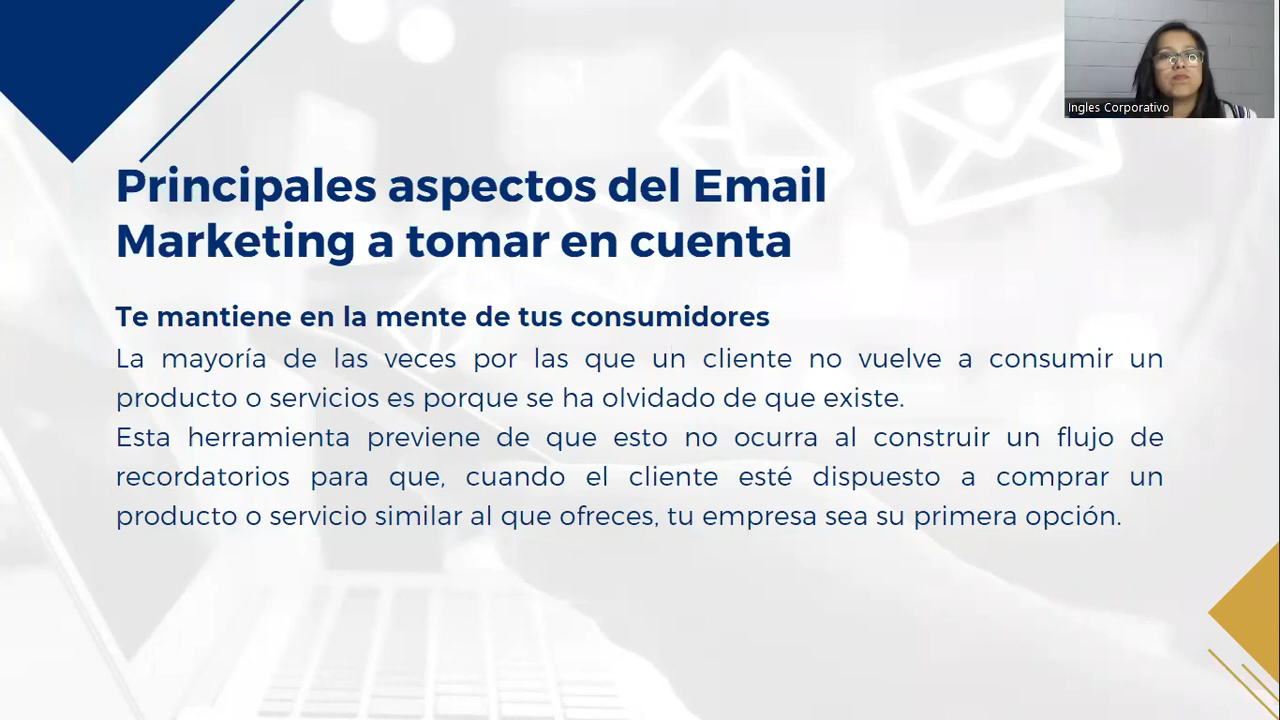 Ingles Corporativo
Principales aspectos del Email
Marketing a tomar en cuenta
Te mantiene en la mente de tus consumidores
La mayoría de las veces por las que un cliente no vuelve a consumir un
producto o servicios es porque se ha olvidado de que existe.
Esta herramienta previene de que esto no ocurra al construir un flujo de
recordatorios para que, cuando el cliente esté dispuesto a comprar un
producto o servicio similar al que ofreces, tu empresa sea su primera opción.